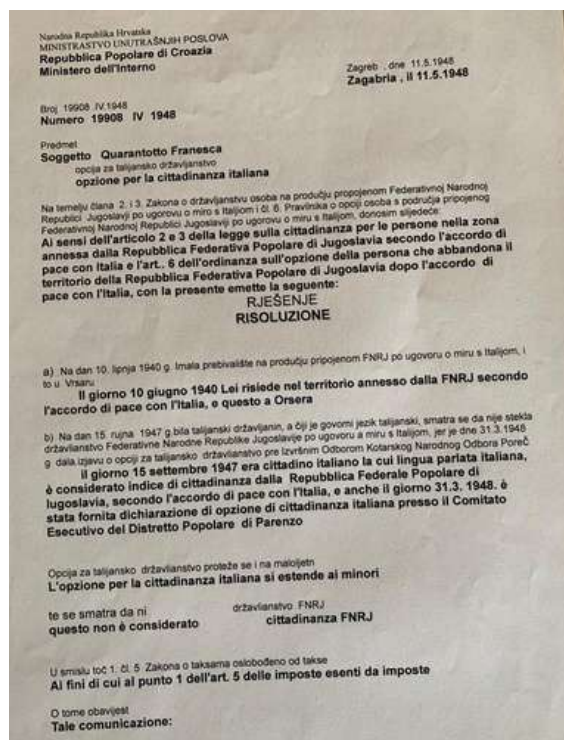 Narodna Republika Hrvatska
MINISTRASTVO UNUTRAŠNJIH POSLOVA
Repubblica Popolare di Croazia
Ministero dell'Interno
Zagreb , dne 11.5.1948
Zagabria , il 11.5.1948
Broj 19908 .IV.1948
Numero 19908 IV 1948
Predmet
Soggetto Quarantotto Franesca
opcija za talijansko državljanstvo
opzione per la cittadinanza italiana
Na temelju člana 2. i 3. Zakona o državljanstvu osoba na produčju propojenom Federativnoj Narodnoj
Republici Jugoslaviji po ugovoru o miro s Italijom i čl. 6. Pravilnika o opciji osoba s područja pripojenog
Federativnoj Narodnoj Republici Jugoslaviji po ugovoru o miru s Italijom, donosim slijedeće:
Ai sensi dell'articolo 2 e 3 della legge sulla cittadinanza per le persone nella zona
annessa dalla Repubblica Federativa Popolare di Jugoslavia secondo l'accordo di
pace con Italia e l'art.. 6 dell'ordinanza sull'opzione della persona che abbandona il
territorio della Repubblica Federativa Popolare di Jugoslavia dopo l'accordo di
pace con l'Italia, con la presente emette la seguente:
RJEŠENJE
RISOLUZIONE
a) Na dan 10. lipnja 1940 g. Imala prebivalište na produčju pripojenom FNRJ po ugovoru o miru s Italijom, i
to u Vrsaru
Il giorno 10 giugno 1940 Lei risiede nel territorio annesso dalla FNRJ secondo
l'accordo di pace con l'Italia, e questo a Orsera
b) Na dan 15. rujna 1947 g.bila talijanski državljanin, a čiji je govorni jezik talijanski, smatra se da nije stekla
državljanstvo Federativne Narodne Republike Jugoslavije po ugovoru a miru s Italijom, jer je dne 31.3.1948
g. dala izjavu o opciji za talijansko državljanstvo pre Izvršnim Odborom Kotarskog Narodnog Odbora Poreč
il giorno 15 settembre 1947 era cittadino italiano la cui lingua parlata italiana,
è considerato indice di cittadinanza dalla Repubblica Federale Popolare di
Iugoslavia, secondo l'accordo di pace con l'Italia, e anche il giorno 31.3. 1948. è
stata fornita dichiarazione di opzione di cittadinanza italiana presso il Comitato
Esecutivo del Distretto Popolare di Parenzo
Opcija za talijansko državljanstvo proteže se i na maloijetn
L'opzione per la cittadinanza italiana si estende ai minori
te se smatra da ni državljanstvo FNRJ
questo non è considerato cittadinanza FNRJ
U smislu toč 1. čl. 5 Zakona o taksama oslobođeno od takse
Ai fini di cui al punto 1 dell'art. 5 delle imposte esenti da imposte
O tome obavijest
Tale comunicazione: